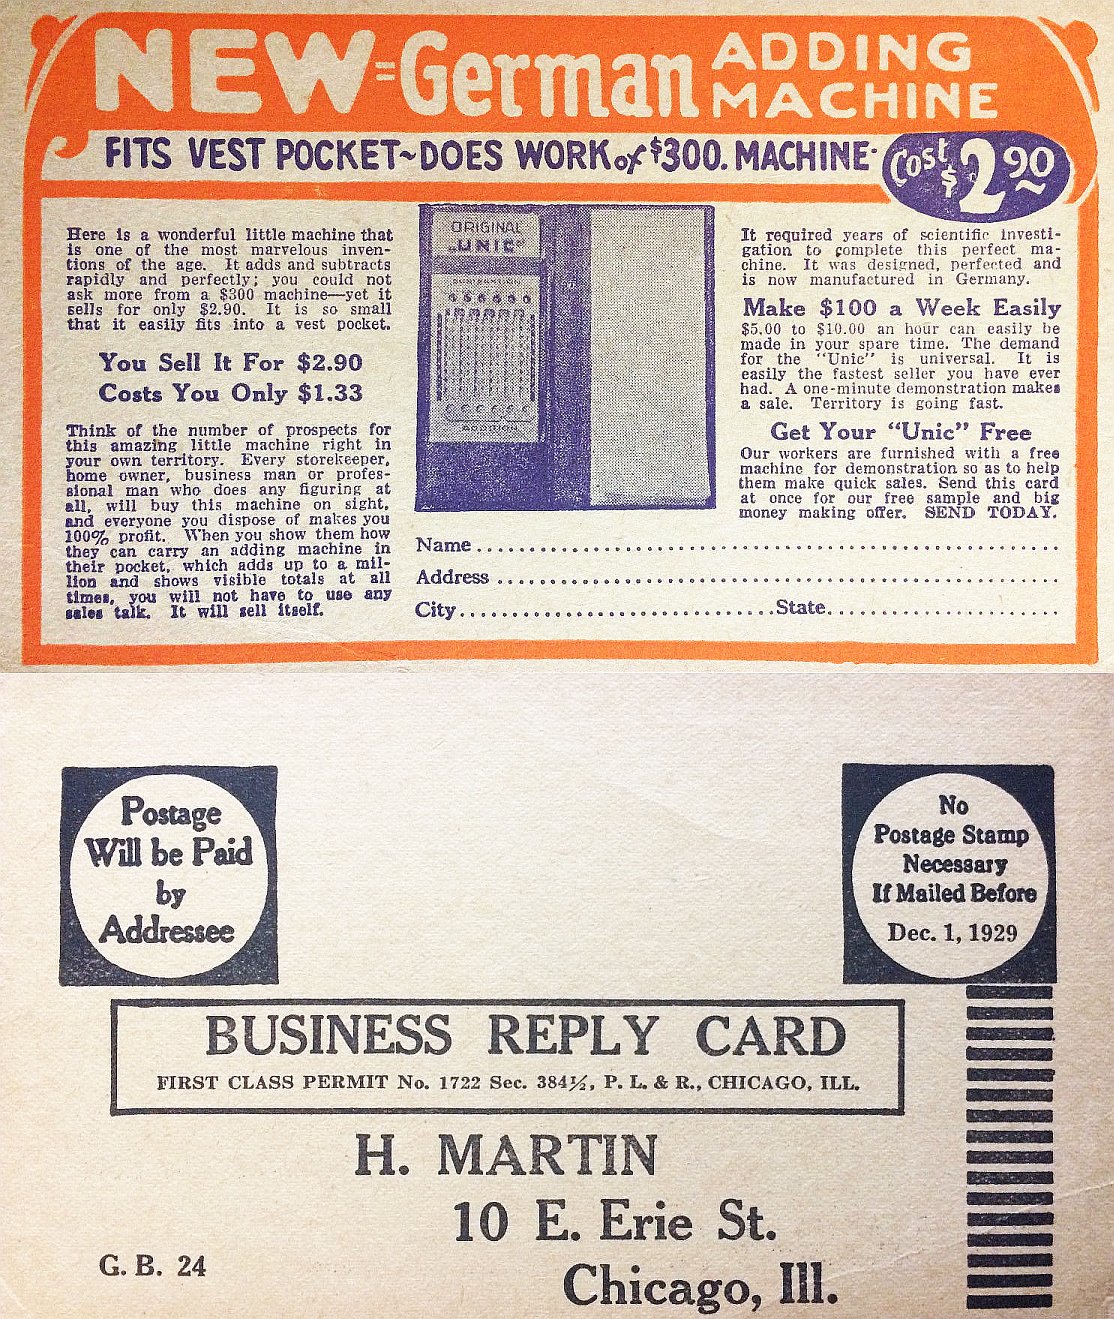 NEW=German ADDING MACHINE
FITS VEST POCKET~DOES WORK of $300. MACHINE·
Cost $2.90
Here is a wonderful little machine that
is one of the most marvelous inven-
tions of the age. It adds and subtracts
rapidly and perfectly; you could not
ask more from a $300 machine—yet it
sells for only $2.90. It is so small
that it easily fits into a vest pocket.
You Sell It For $2.90
Costs You Only $1.33
Think of the number of prospects for
this amazing little machine right in
your own territory. Every storekeeper,
home owner, business man or profes-
sional man who does any figuring at
all, will buy this machine on sight,
and everyone you dispose of makes you
100% profit. When you show them how
they can carry an adding machine in
their pocket, which adds up to a mil-
lion and shows visible totals at all
times, you will not have to use any
sales talk. It will sell itself.
ORIGINAL
„UNIC"
SUBTRACTION
ADDITION
It required years of scientific investi-
gation to complete this perfect ma-
chine. It was designed, perfected and
is now manufactured in Germany.
Make $100 a Week Easily
$5.00 to $10.00 an hour can easily be
made in your spare time. The demand
for the "Unic" is universal. It is
easily the fastest seller you have ever
had. A one-minute demonstration makes
a sale. Territory is going fast.
Get Your "Unic" Free
Our workers are furnished with a free
machine for demonstration so as to help
them make quick sales. Send this card
at once for our free sample and big
money making offer. SEND TODAY.
Name
Address
City State
Postage
Will be Paid
by
Addressee
No
Postage Stamp
Necessary
If Mailed Before
Dec. 1, 1929
BUSINESS REPLY CARD
FIRST CLASS PERMIT No. 1722 Sec. 384½, P. L. & R., CHICAGO, ILL.
H. MARTIN
10 E. Erie St.
Chicago, Ill.
G. B. 24